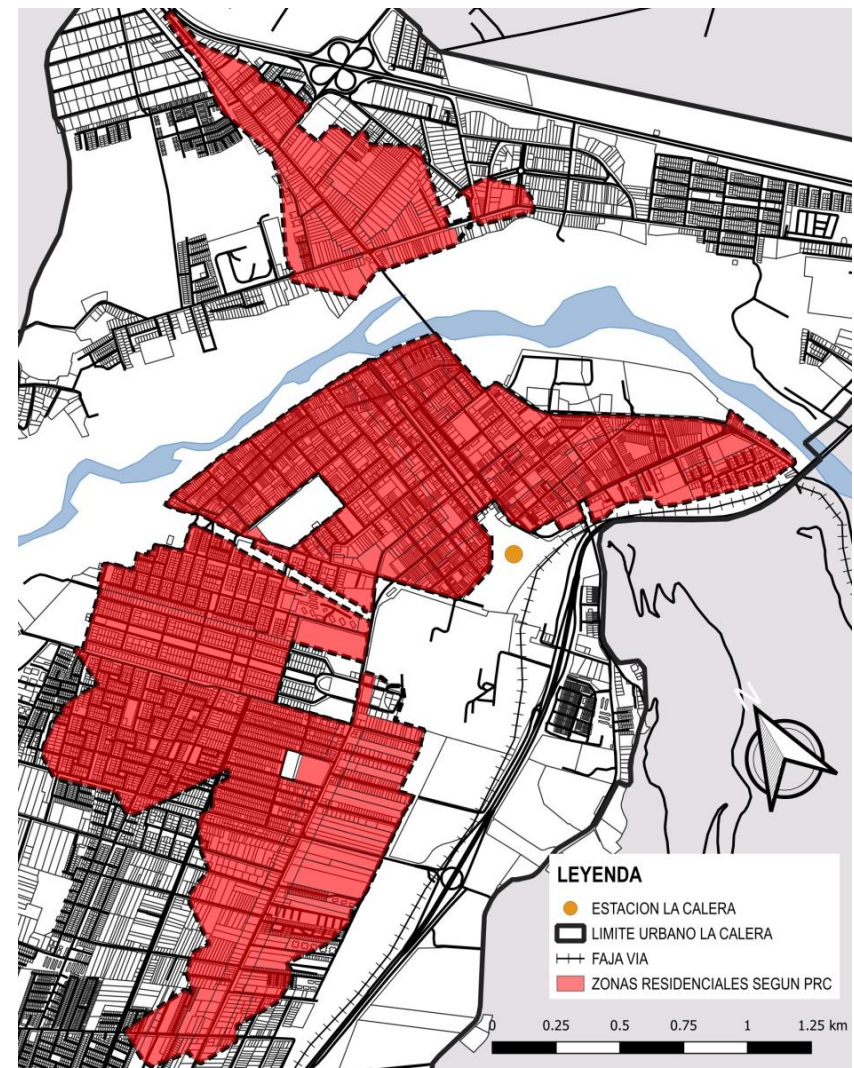 N
LEYENDA
ESTACION LA CALERA
LIMITE URBANO LA CALERA
FAJA VIA
ZONAS RESIDENCIALES SEGUN PRC
0 0.25 0.5 0.75 1 1.25 km